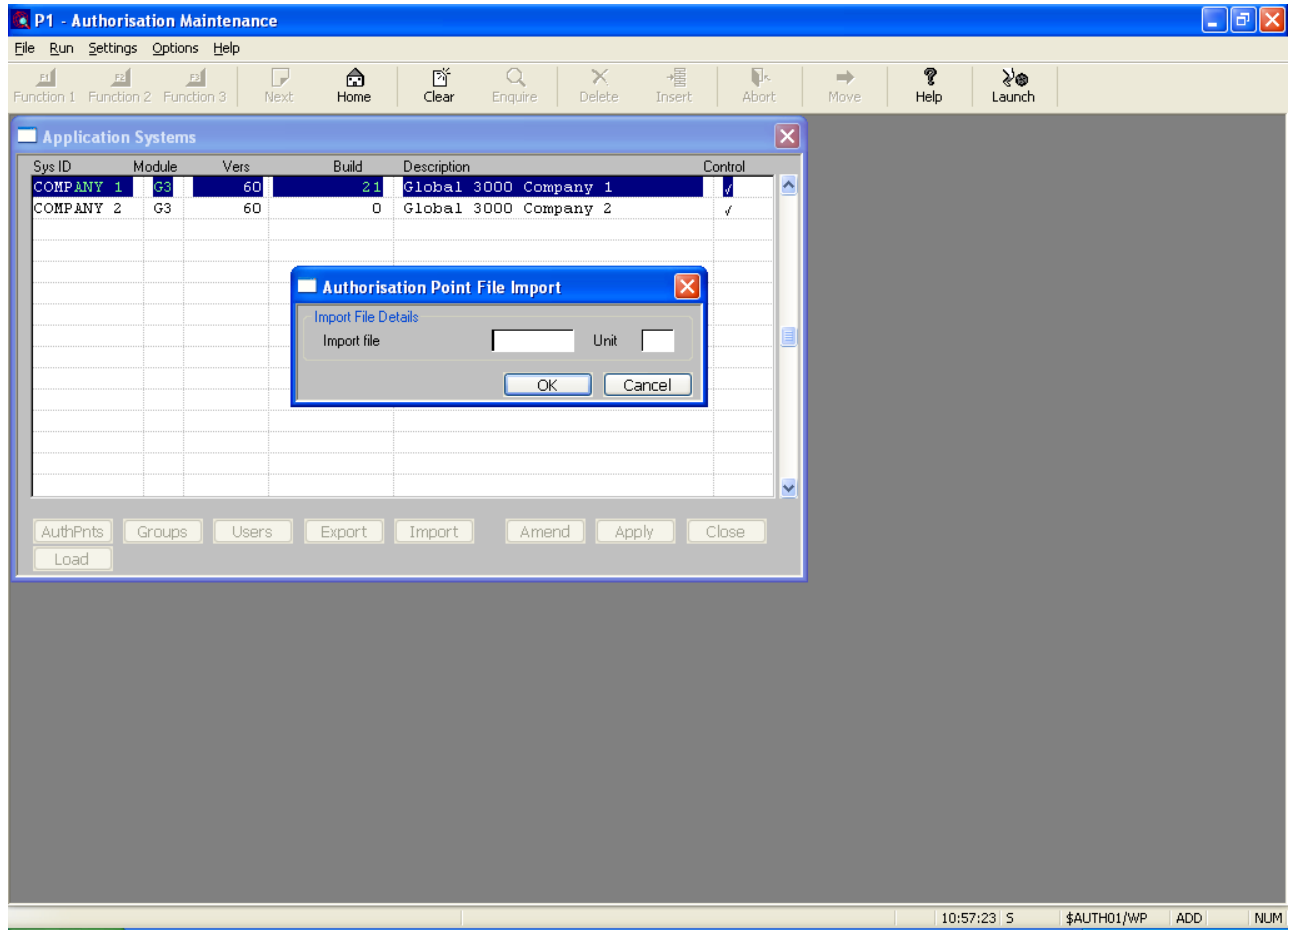 P1 - Authorisation Maintenance
File Run Settings Options Help
F1 F2 F3
Function 1 Function 2 Function 3 Next Home Clear Enquire Delete Insert Abort Move Help Launch
Application Systems
Sys ID Module Vers Build Description Control
COMPANY 1 G3 60 21 Global 3000 Company 1 √
COMPANY 2 G3 60 0 Global 3000 Company 2 √
Authorisation Point File Import
Import File Details
Import file Unit
OK Cancel
AuthPnts Groups Users Export Import Amend Apply Close
Load
10:57:23 S $AUTH01/WP ADD NUM